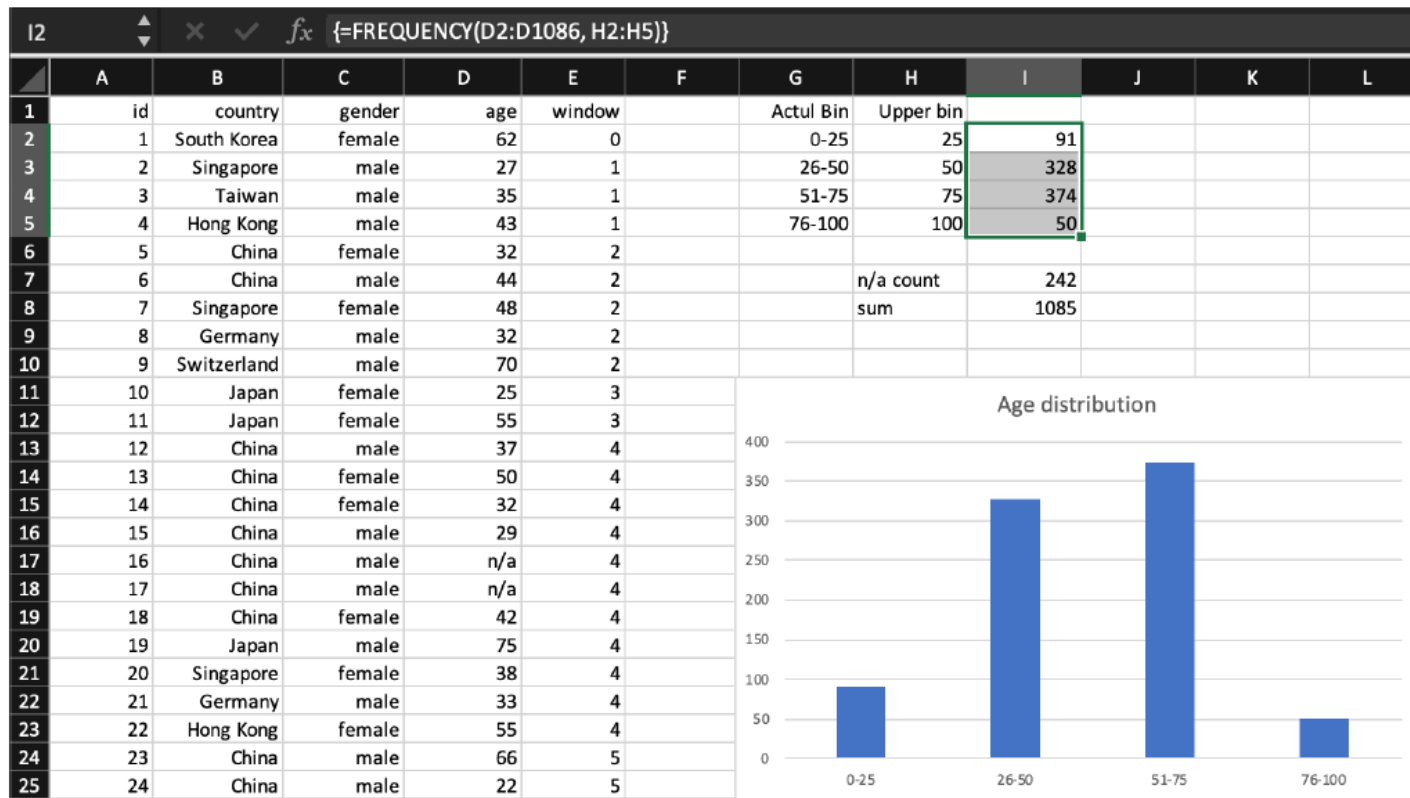 I2 fx {=FREQUENCY(D2:D1086, H2:H5)}
A B C D E F G H I J K L
1 id country gender age window Actul Bin Upper bin
2 1 South Korea female 62 0 0-25 25 91
3 2 Singapore male 27 1 26-50 50 328
4 3 Taiwan male 35 1 51-75 75 374
5 4 Hong Kong male 43 1 76-100 100 50
6 5 China female 32 2
7 6 China male 44 2 n/a count 242
8 7 Singapore female 48 2 sum 1085
9 8 Germany male 32 2
10 9 Switzerland male 70 2
11 10 Japan female 25 3
12 11 Japan female 55 3
13 12 China male 37 4
14 13 China female 50 4
15 14 China female 32 4
16 15 China male 29 4
17 16 China male n/a 4
18 17 China male n/a 4
19 18 China female 42 4
20 19 Japan male 75 4
21 20 Singapore female 38 4
22 21 Germany male 33 4
23 22 Hong Kong female 55 4
24 23 China male 66 5
25 24 China male 22 5
Age distribution
400
350
300
250
200
150
100
50
0
0-25 26-50 51-75 76-100